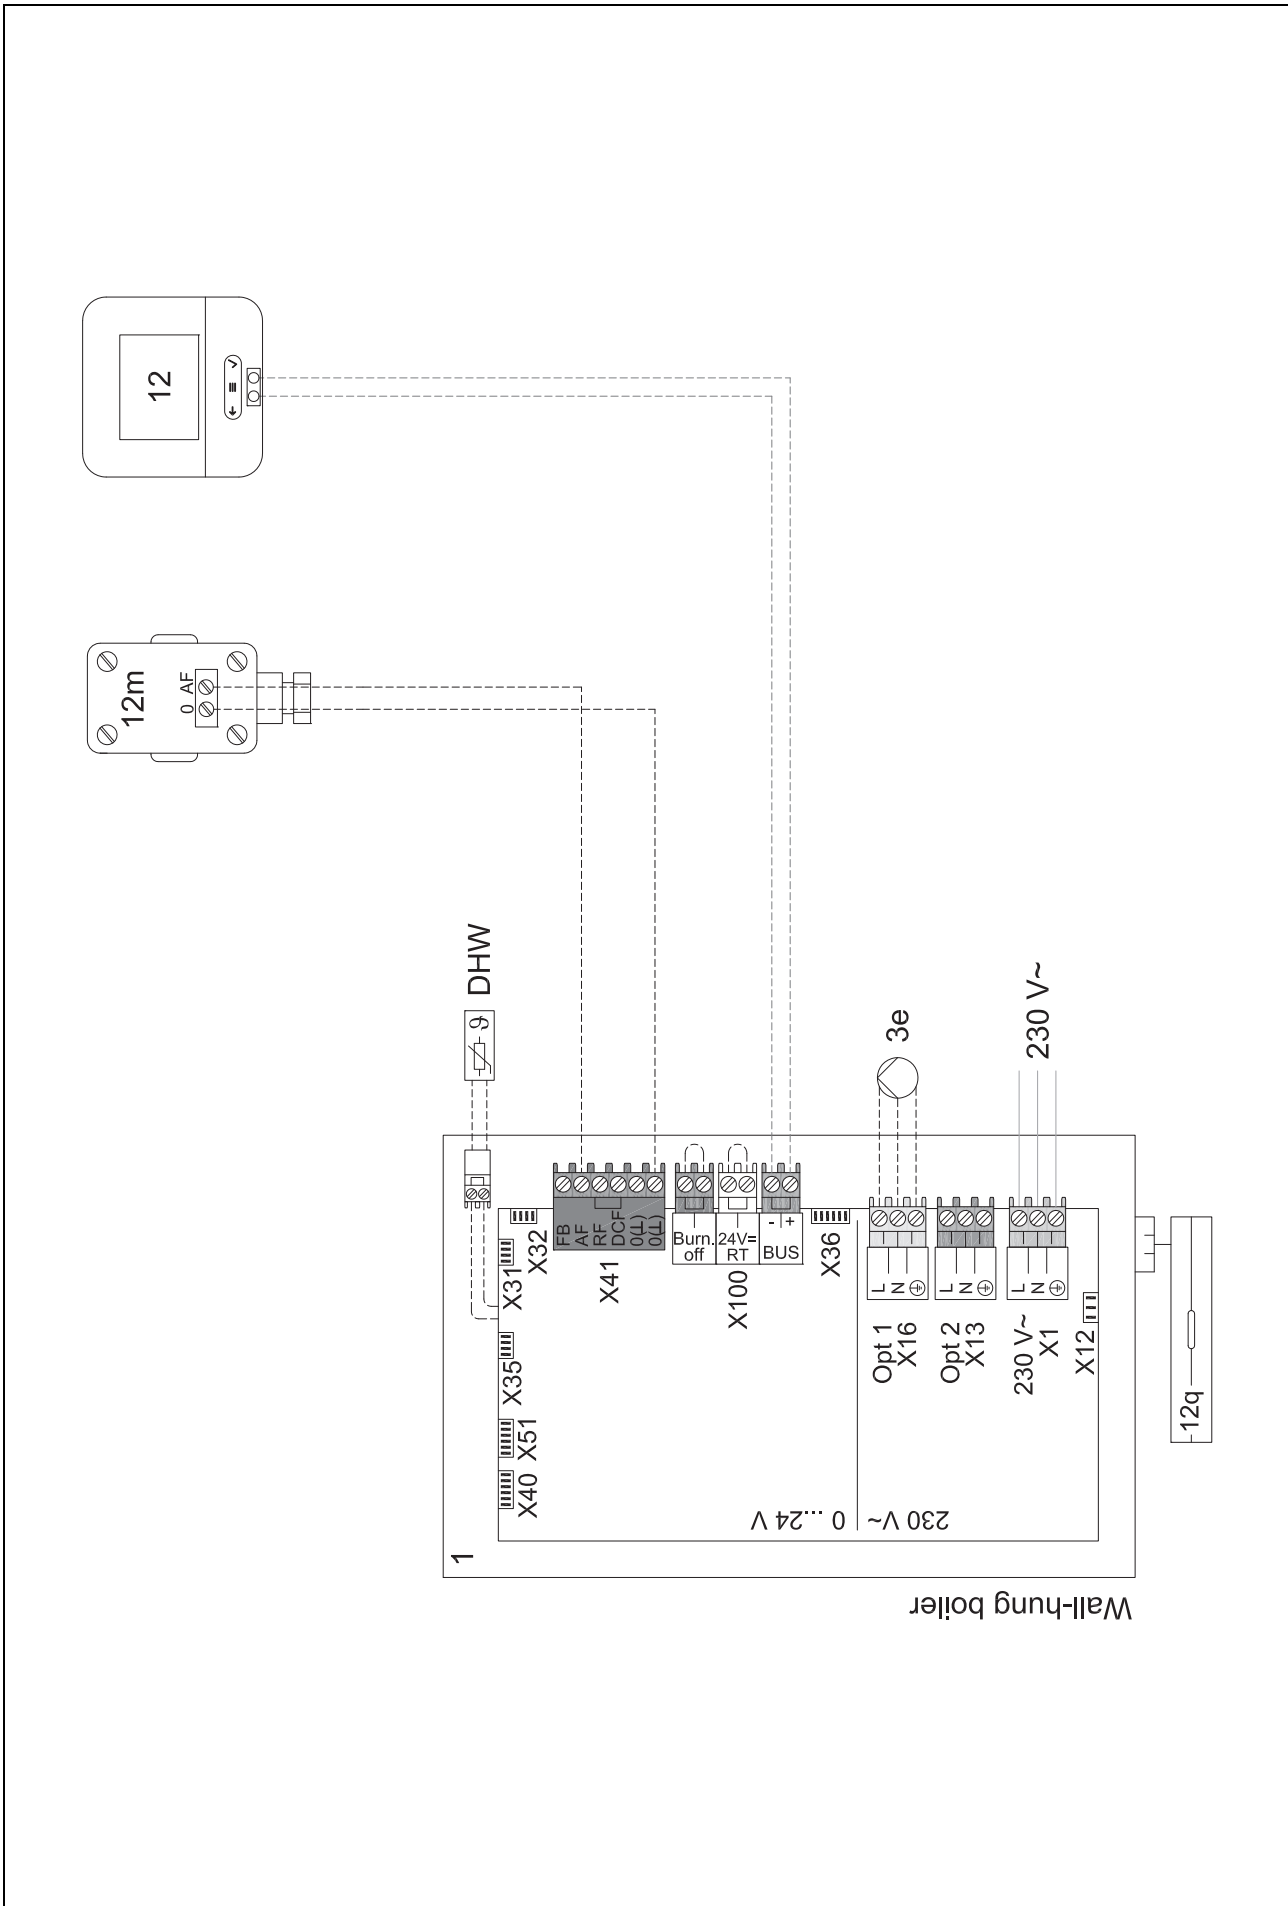 12
12m
0 AF
DHW
ϑ
3e
230 V~
FB
AF
RF
DCF
0(⊥)
0(⊥)
X41
Burn.
off
24V=
RT
X100
- +
BUS
X32
X31
X35
X51
X40
X36
L
N
Opt 1
X16
L
N
Opt 2
X13
L
N
230 V~
X1
X12
12q
230 V~ | 0 ...24 V
1
Wall-hung boiler